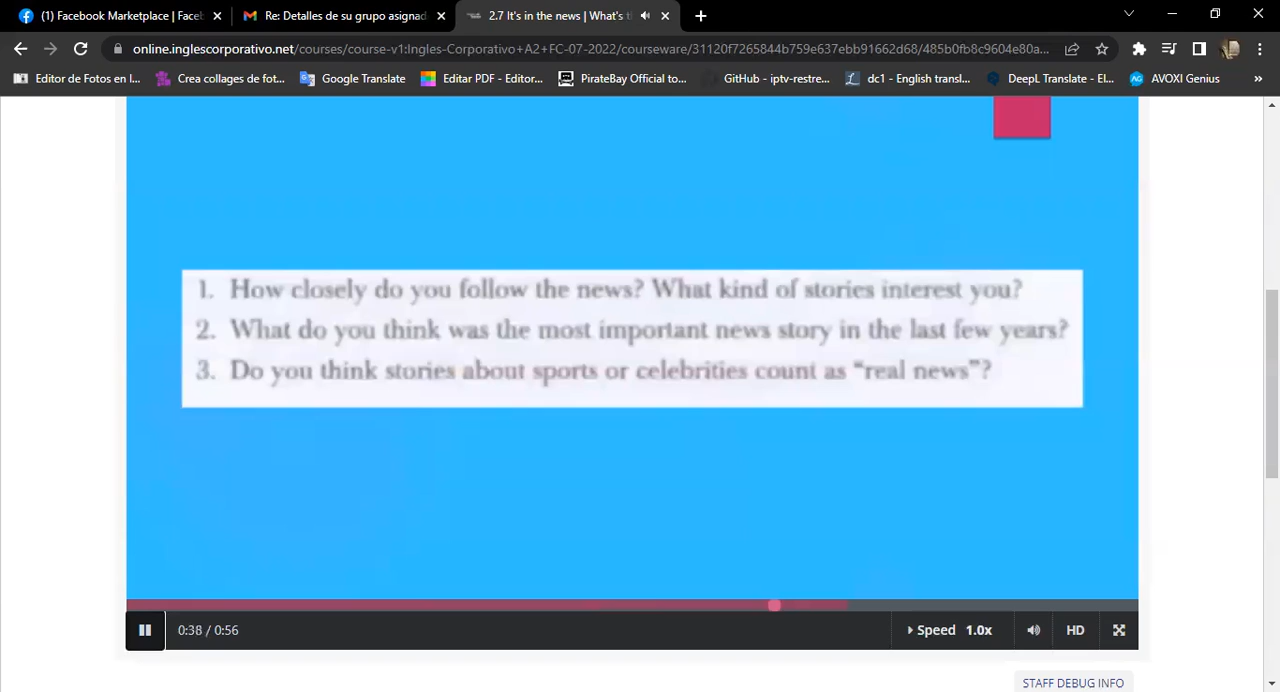 (1) Facebook Marketplace | Faceb
Re: Detalles de su grupo asignad
2.7 It's in the news | What's t
online.inglescorporativo.net/courses/course-v1:Ingles-Corporativo+A2+FC-07-2022/courseware/31120f7265844b759e637ebb91662d68/485b0fb8c9604e80a...
Editor de Fotos en l...
Crea collages de fot...
Google Translate
Editar PDF - Editor...
PirateBay Official to...
GitHub - iptv-restre...
dc1 - English transl...
DeepL Translate - El...
AVOXI Genius
»
1. How closely do you follow the news? What kind of stories interest you?
2. What do you think was the most important news story in the last few years?
3. Do you think stories about sports or celebrities count as “real news”?
0:38 / 0:56
Speed 1.0x
HD
STAFF DEBUG INFO